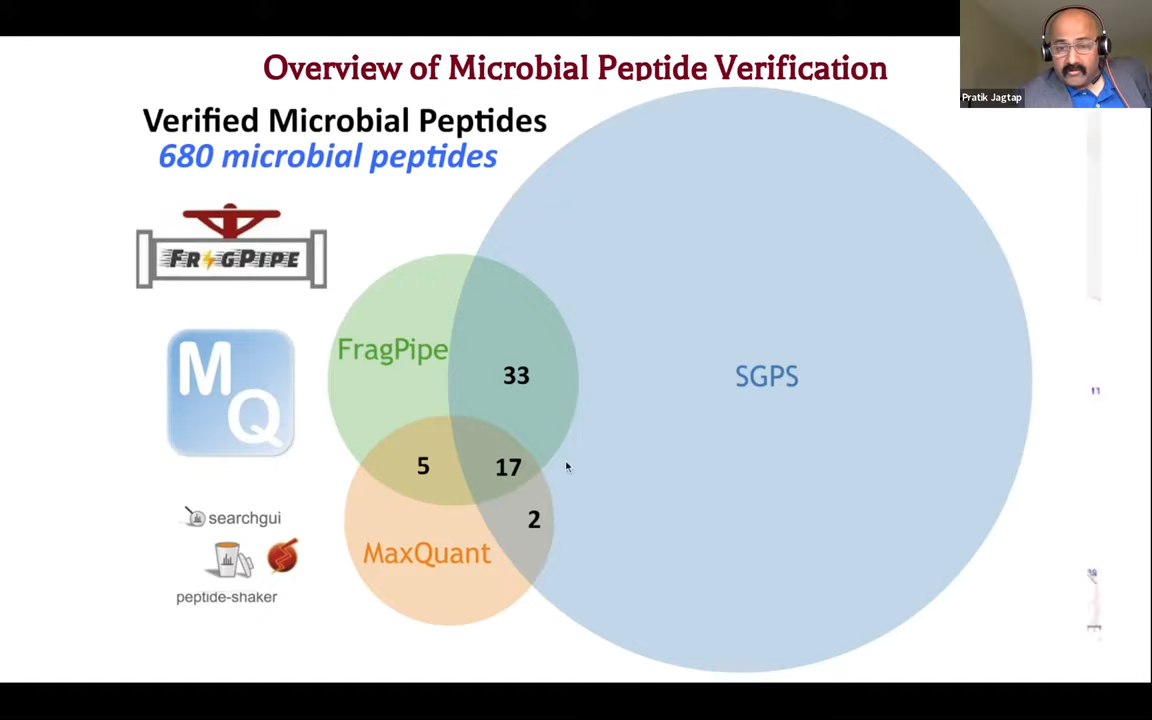 Overview of Microbial Peptide Verification
Pratik Jagtap
Verified Microbial Peptides
680 microbial peptides
FRAGPIPE
FragPipe
33
SGPS
MQ
5
17
2
searchgui
MaxQuant
peptide-shaker